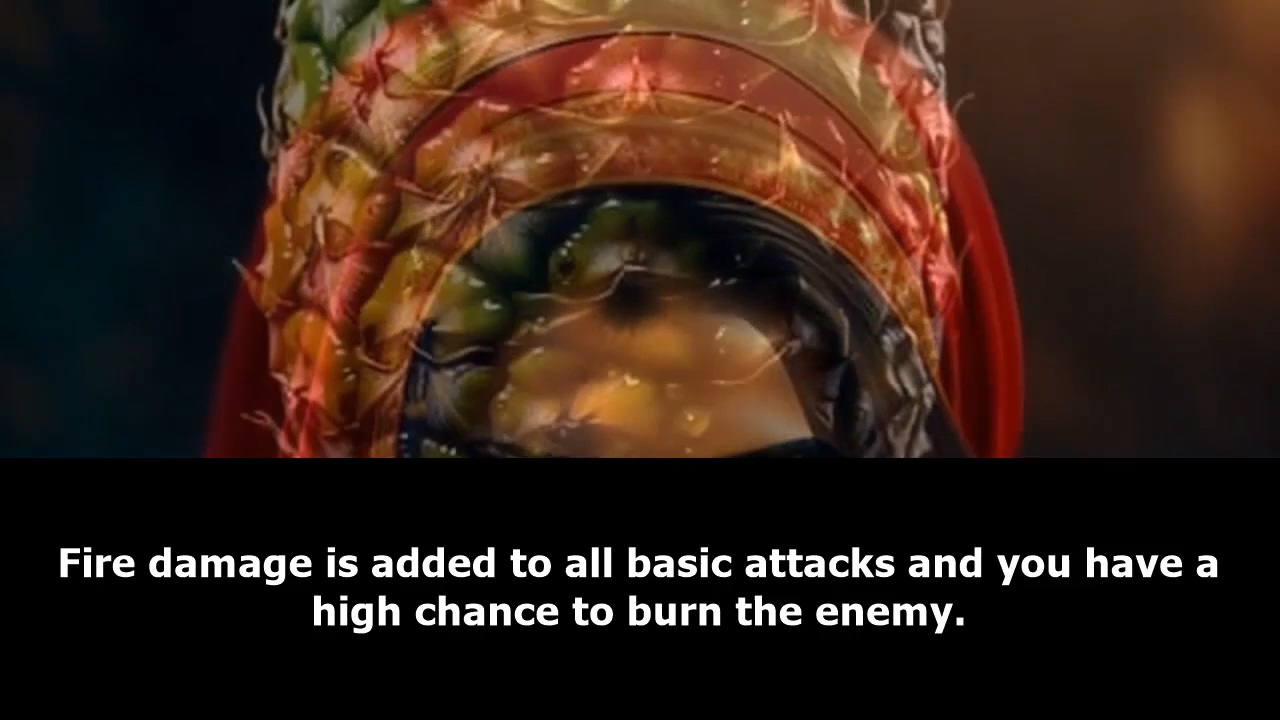 Fire damage is added to all basic attacks and you have a
high chance to burn the enemy.